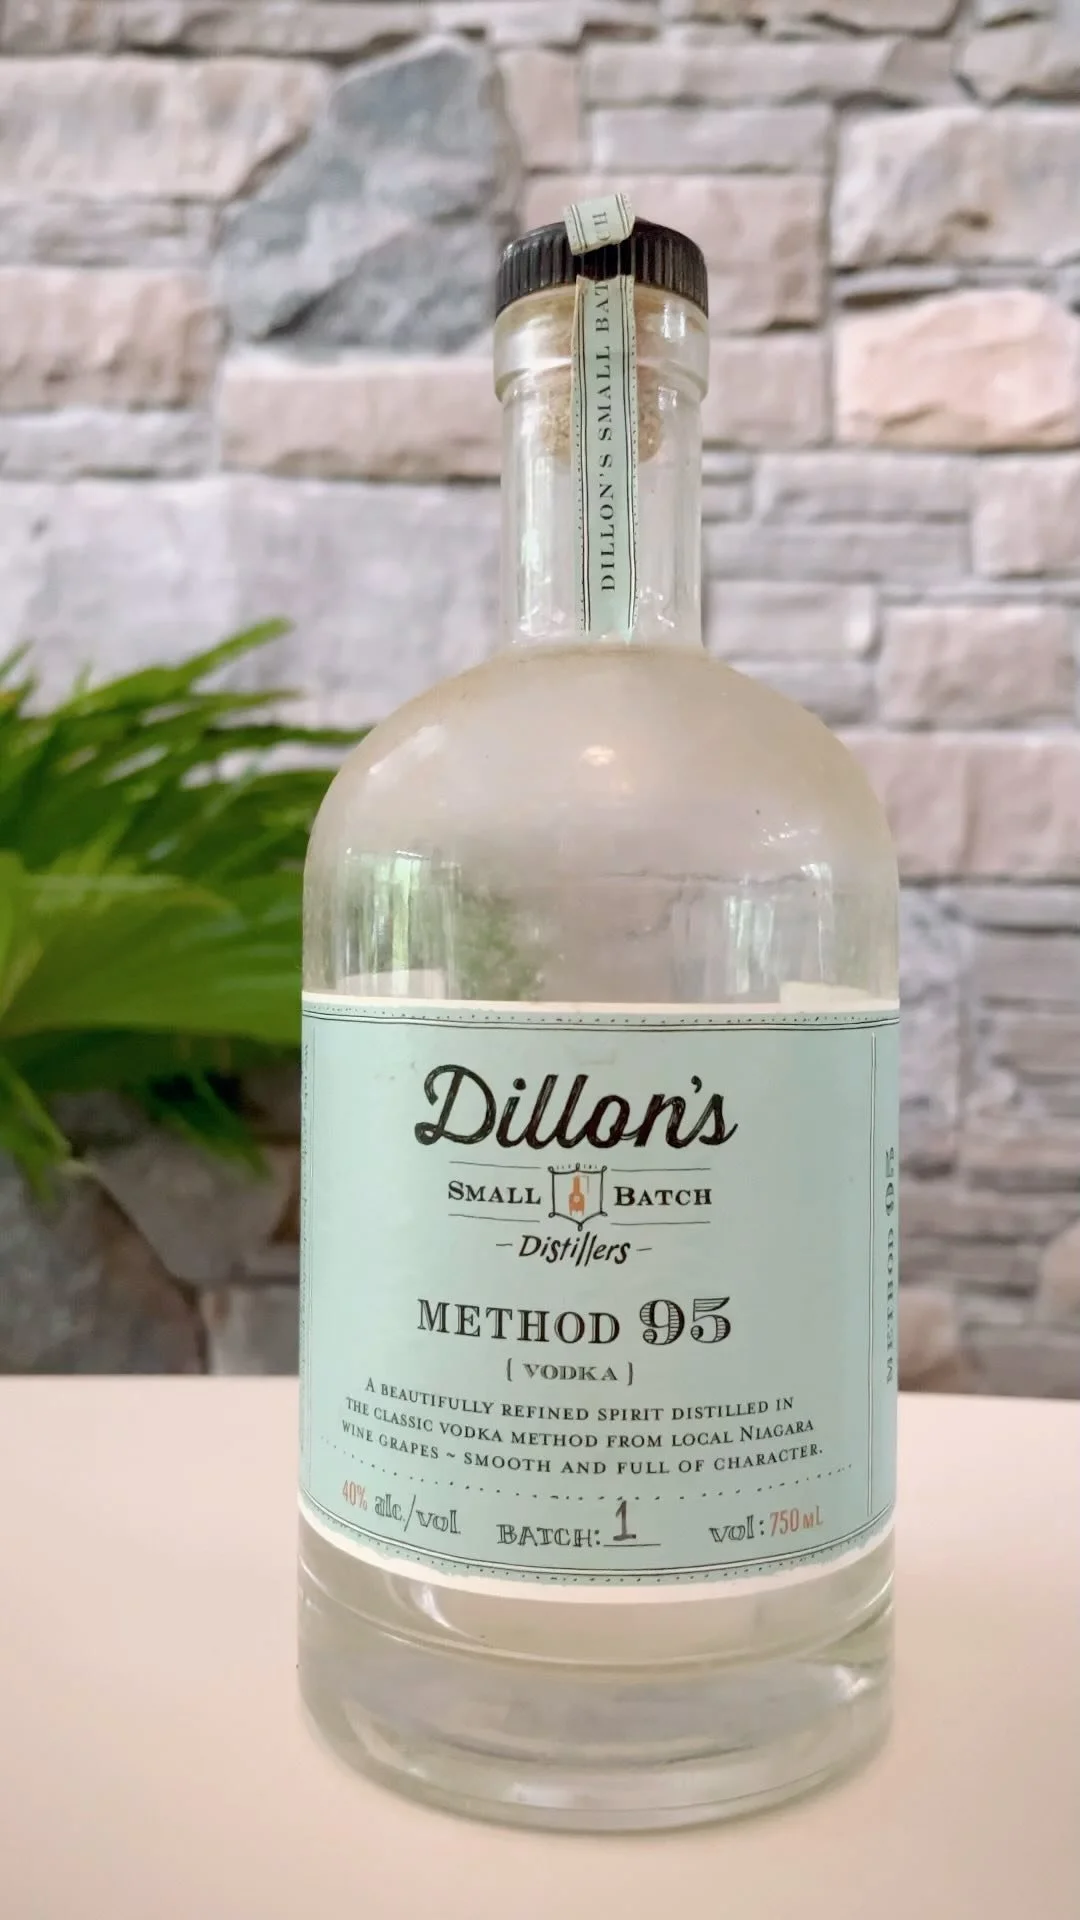 CH
DILLON'S SMALL BAT
Dillon's
SMALL BATCH
Distillers
METHOD 95
{ VODKA }
A BEAUTIFULLY REFINED SPIRIT DISTILLED IN
THE CLASSIC VODKA METHOD FROM LOCAL NIAGARA
WINE GRAPES ~ SMOOTH AND FULL OF CHARACTER.
40% alc./vol BATCH: 1 vol: 750 mL
METHOD 95